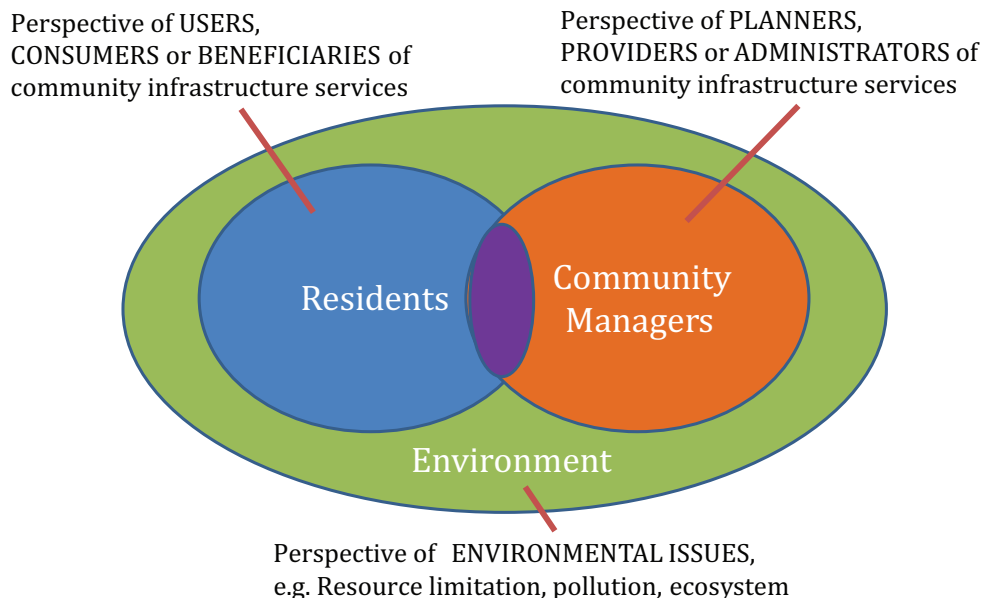 Perspective of USERS,
CONSUMERS or BENEFICIARIES of
community infrastructure services
Perspective of PLANNERS,
PROVIDERS or ADMINISTRATORS of
community infrastructure services
Residents
Community
Managers
Environment
Perspective of ENVIRONMENTAL ISSUES,
e.g. Resource limitation, pollution, ecosystem